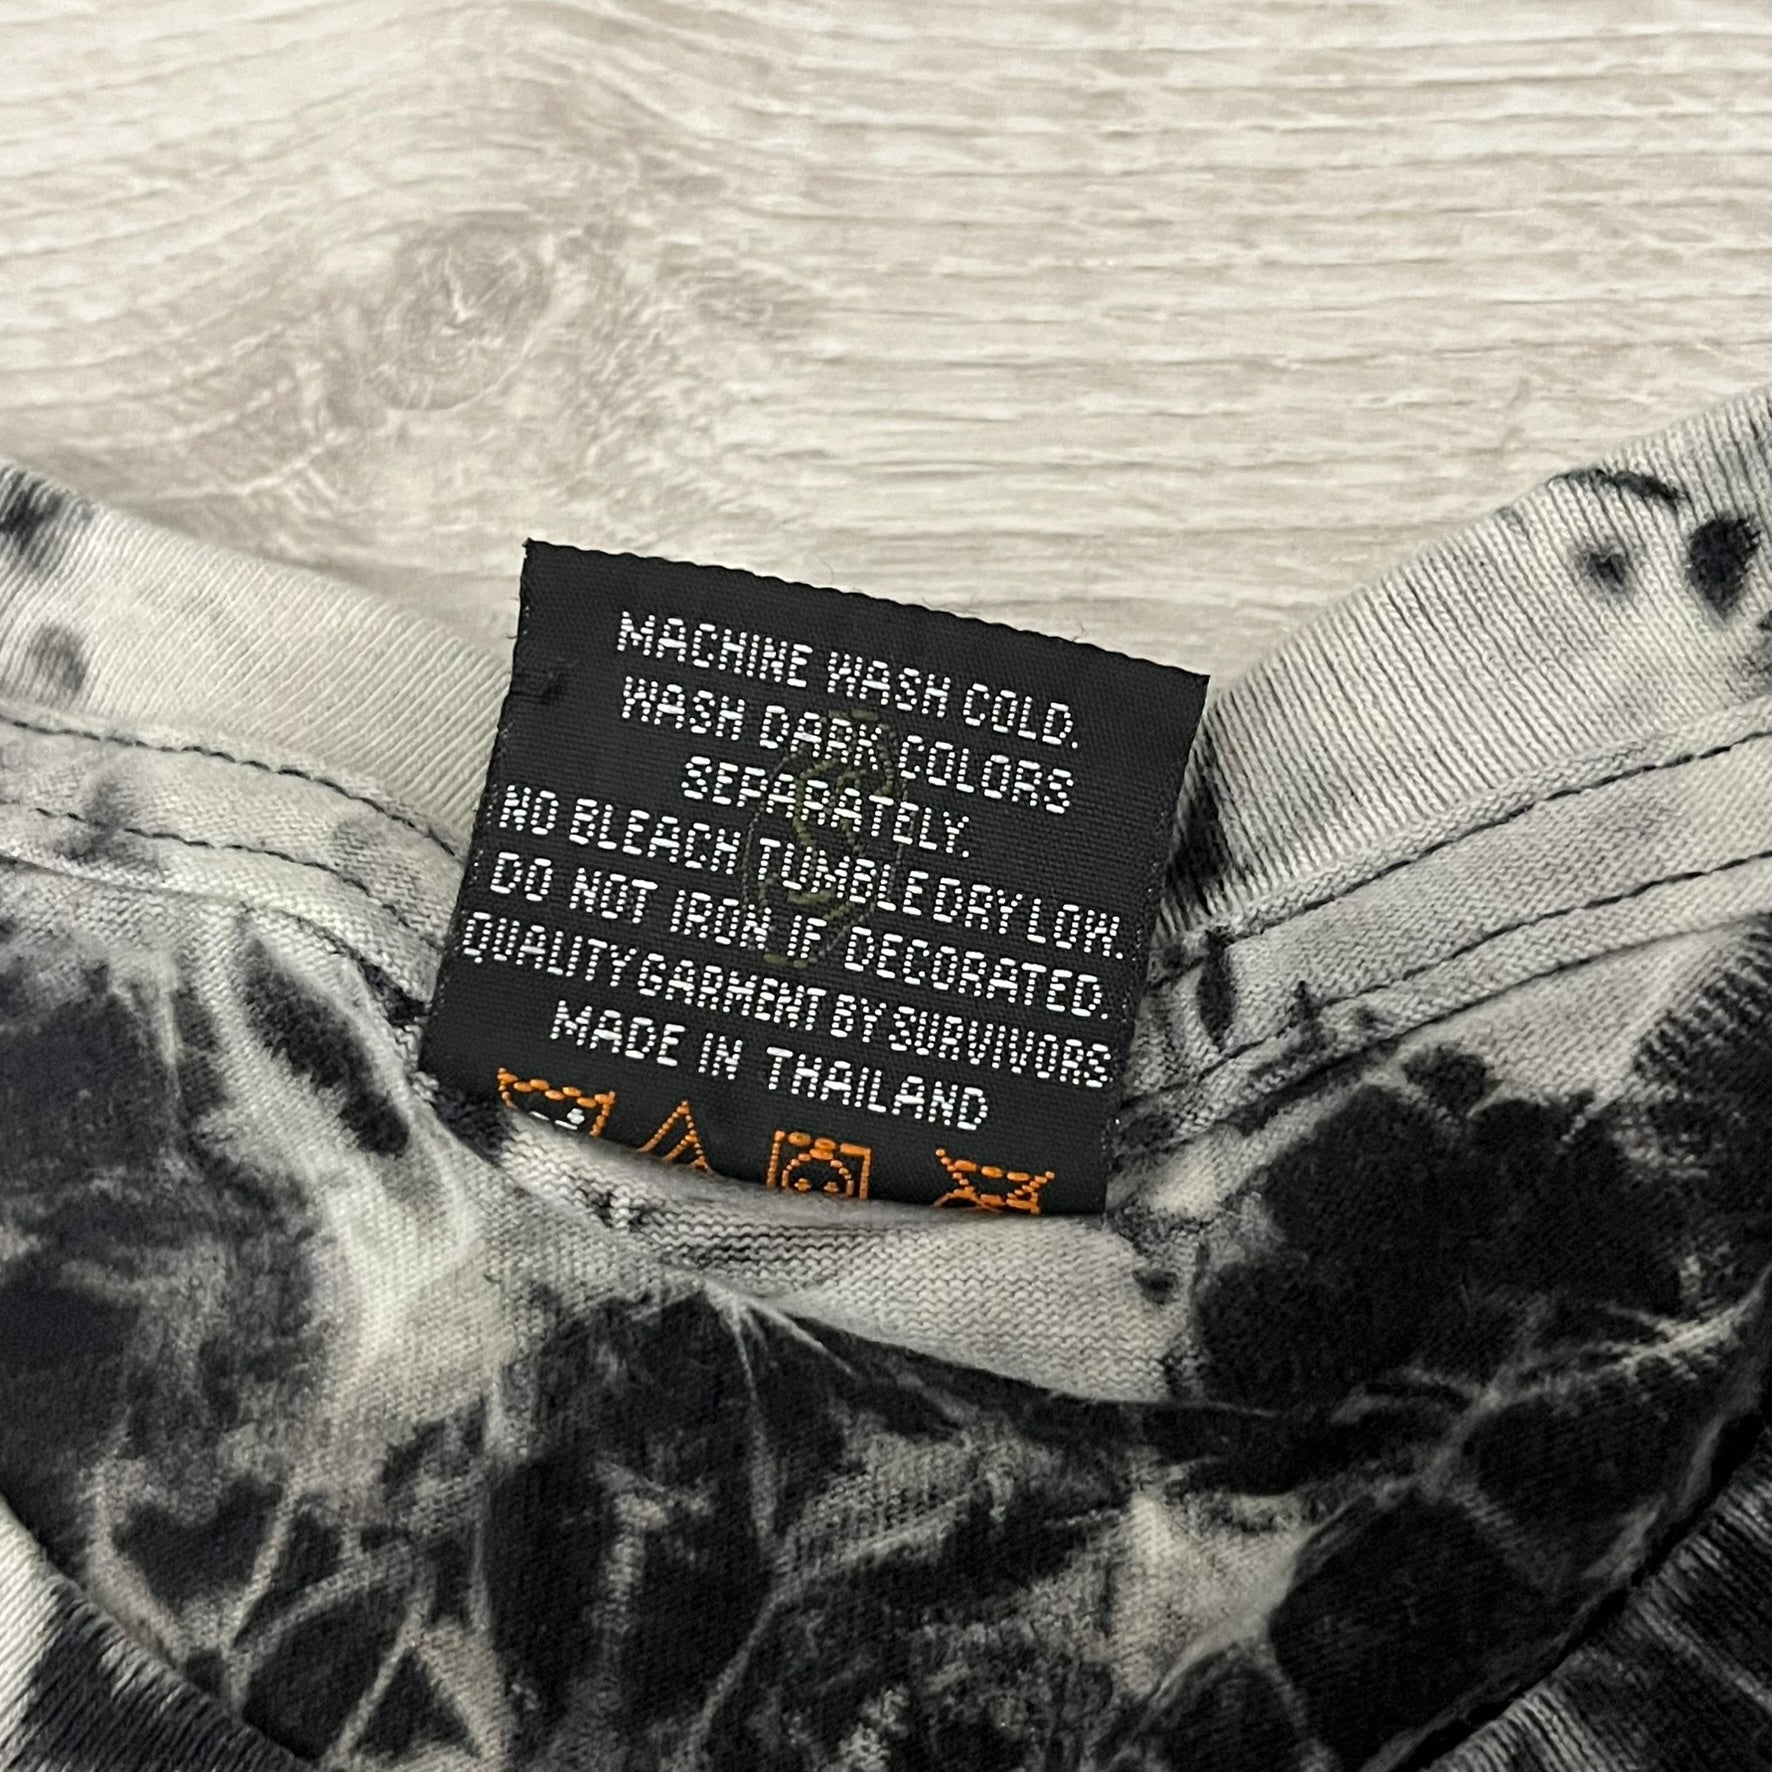 MACHINE WASH COLD.
WASH DARK COLORS
SEPARATELY.
NO BLEACH TUMBLE DRY LOW.
DO NOT IRON IF DECORATED.
QUALITY GARMENT BY SURVIVORS
MADE IN THAILAND